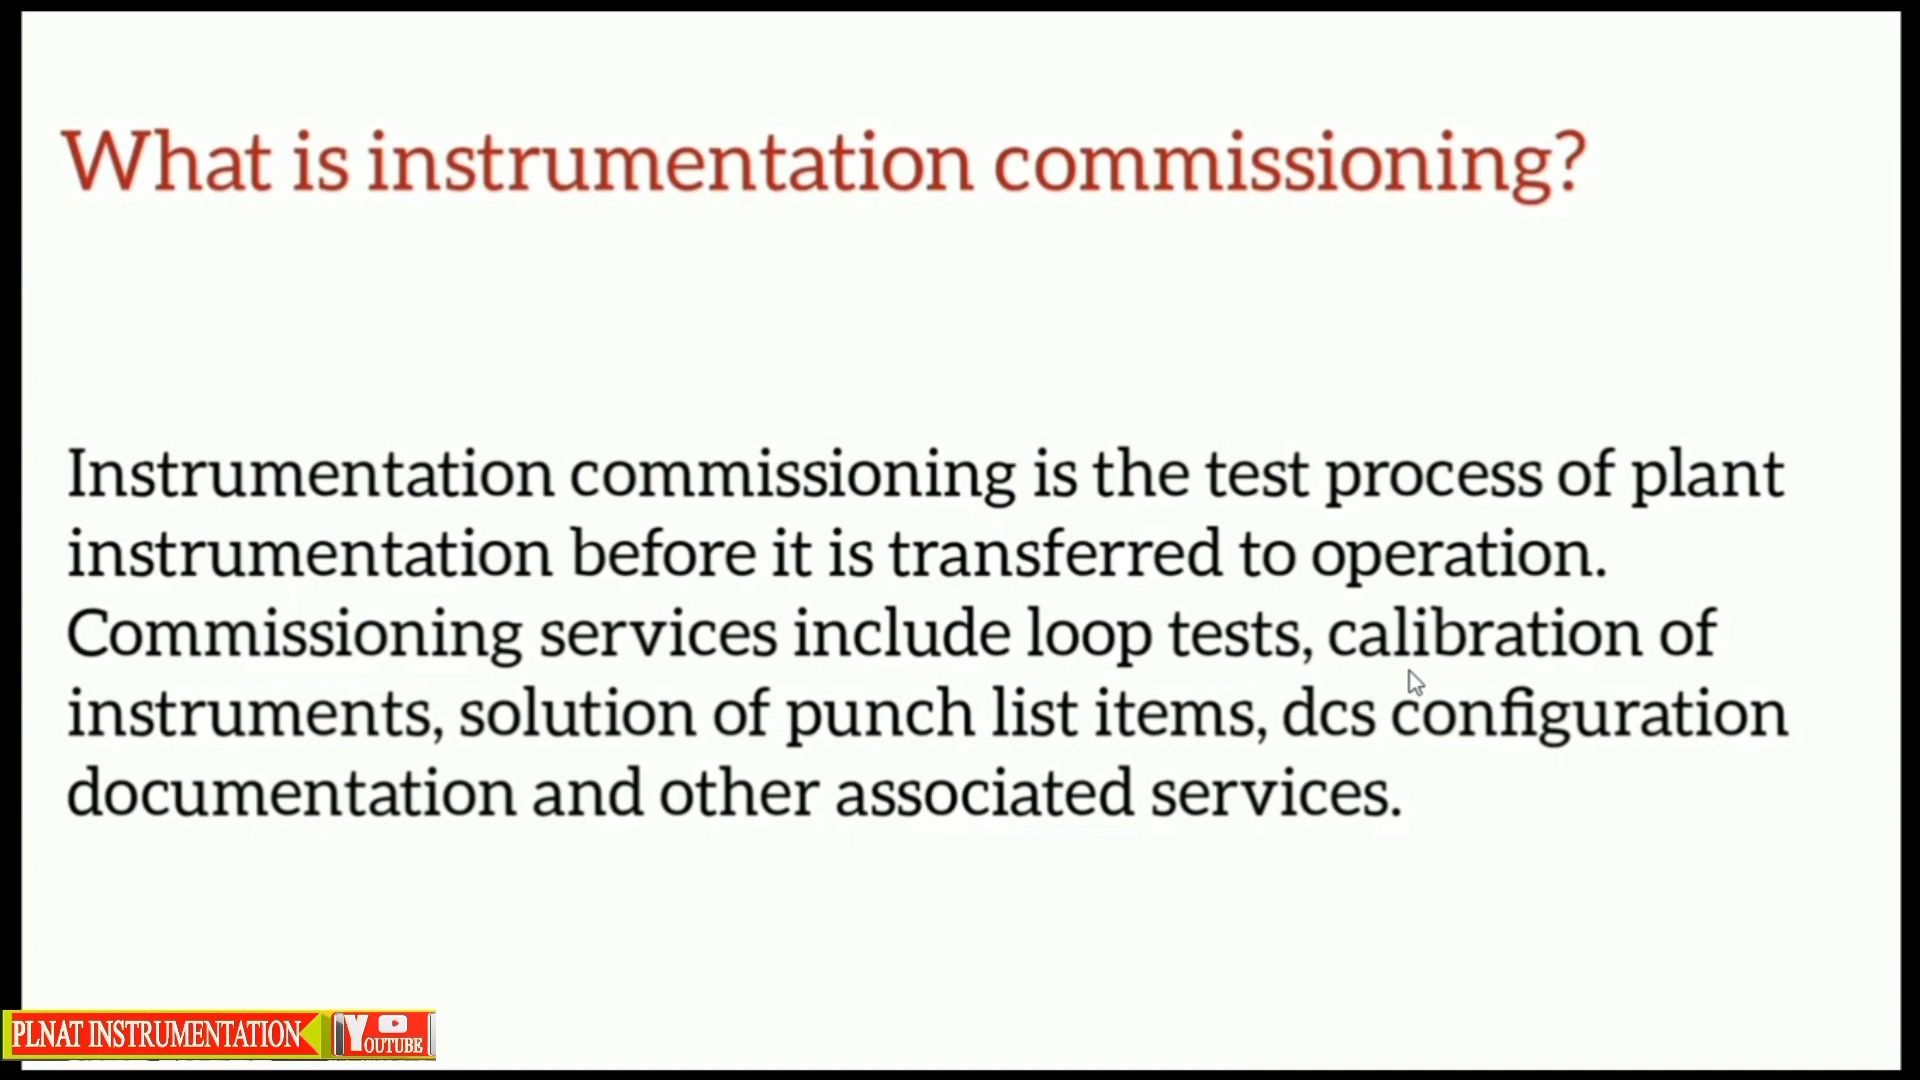 What is instrumentation commissioning?
Instrumentation commissioning is the test process of plant
instrumentation before it is transferred to operation.
Commissioning services include loop tests, calibration of
instruments, solution of punch list items, dcs configuration
documentation and other associated services.
PLNAT INSTRUMENTATION YOUTUBE